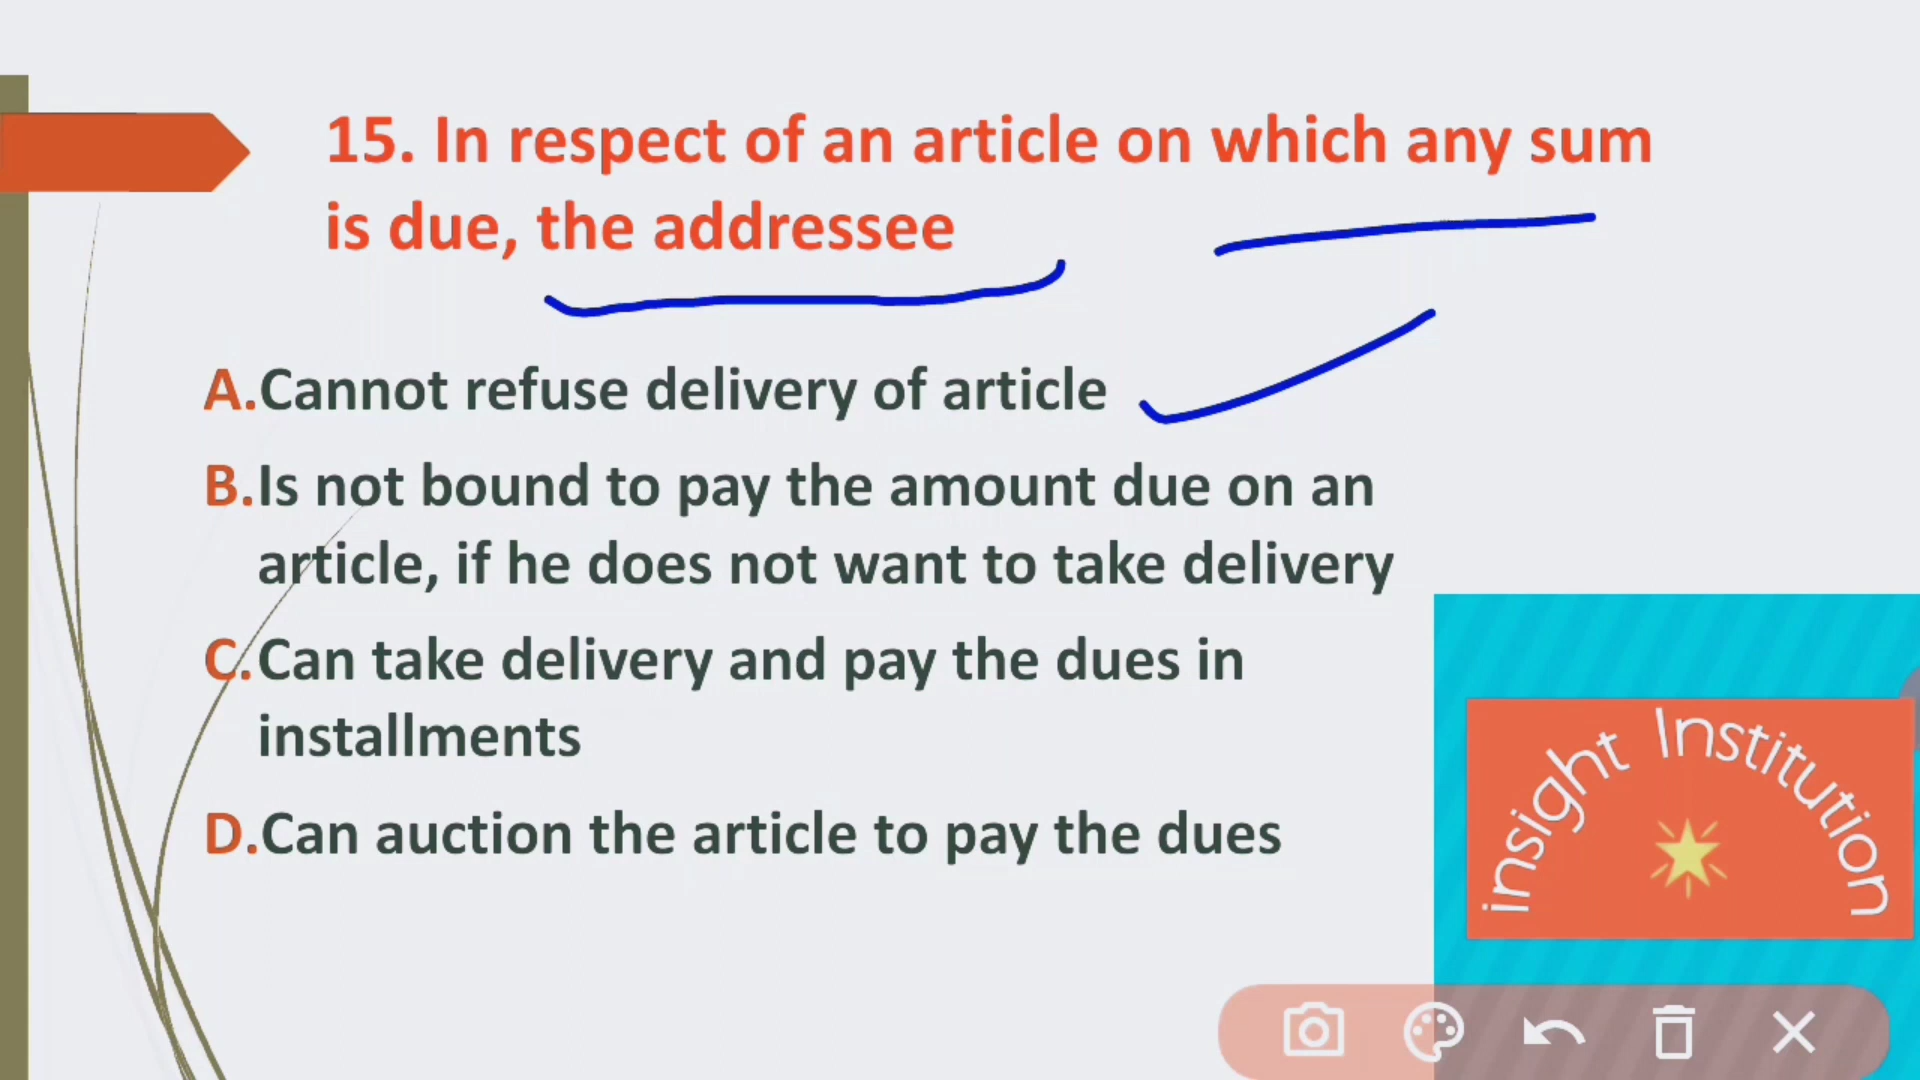 15. In respect of an article on which any sum
is due, the addressee
A.Cannot refuse delivery of article
B.Is not bound to pay the amount due on an
article, if he does not want to take delivery
C.Can take delivery and pay the dues in
installments
D.Can auction the article to pay the dues
insight Institution